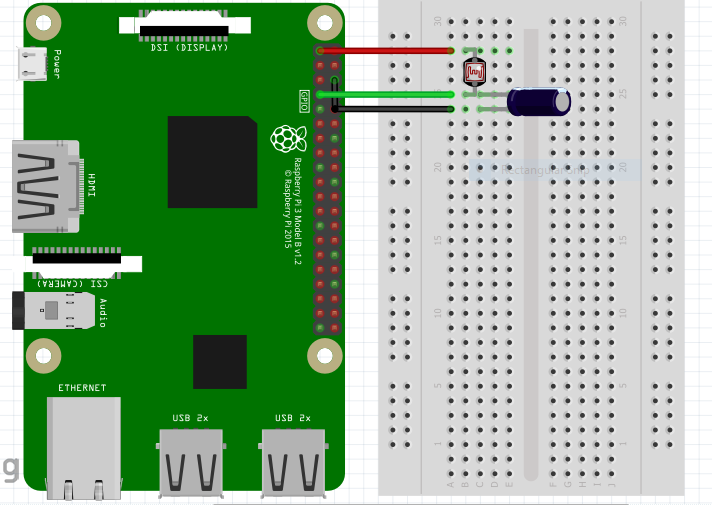 DSI (DISPLAY)
Power
GPIO
HDMI
Raspberry Pi 3 Model B v1.2
© Raspberry Pi 2015
CSI (CAMERA)
Audio
ETHERNET
USB 2x
USB 2x
g
30
30
25
25
20
20
15
15
10
10
5
5
1
1
A B C D E
F G H I J